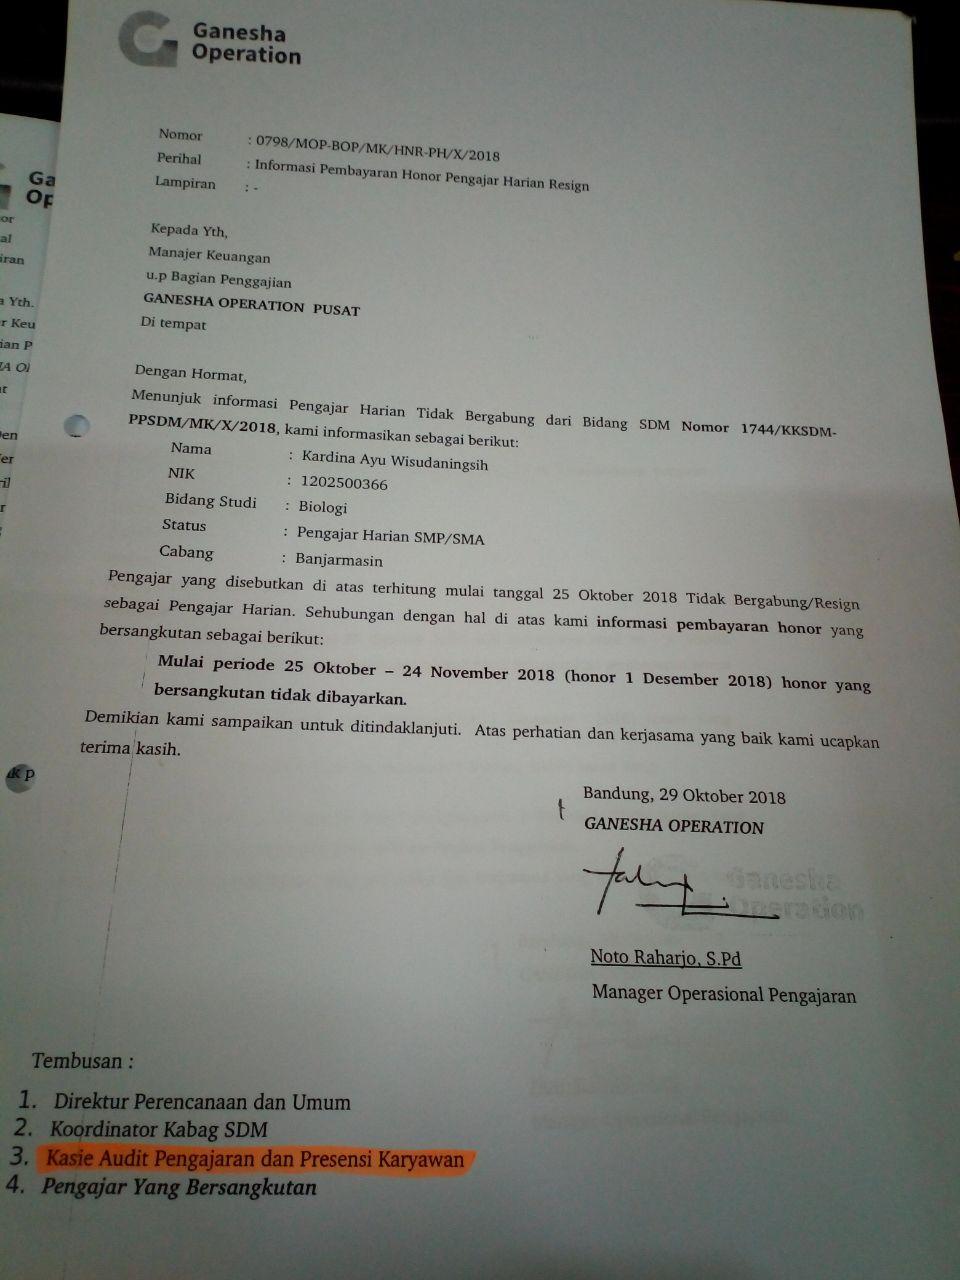 Ganesha
Operation
Nomor : 0798/MOP-BOP/MK/HNR-PH/X/2018
Perihal : Informasi Pembayaran Honor Pengajar Harian Resign
Lampiran : -
Kepada Yth,
Manajer Keuangan
u.p Bagian Penggajian
GANESHA OPERATION PUSAT
Di tempat
Dengan Hormat,
Menunjuk informasi Pengajar Harian Tidak Bergabung dari Bidang SDM Nomor 1744/KKSDM-
PPSDM/MK/X/2018, kami informasikan sebagai berikut:
Nama : Kardina Ayu Wisudaningsih
NIK : 1202500366
Bidang Studi : Biologi
Status : Pengajar Harian SMP/SMA
Cabang : Banjarmasin
Pengajar yang disebutkan di atas terhitung mulai tanggal 25 Oktober 2018 Tidak Bergabung/Resign
sebagai Pengajar Harian. Sehubungan dengan hal di atas kami informasi pembayaran honor yang
bersangkutan sebagai berikut:
Mulai periode 25 Oktober – 24 November 2018 (honor 1 Desember 2018) honor yang
bersangkutan tidak dibayarkan.
Demikian kami sampaikan untuk ditindaklanjuti. Atas perhatian dan kerjasama yang baik kami ucapkan
terima kasih.
Bandung, 29 Oktober 2018
GANESHA OPERATION
Ganesha
Operation
Noto Raharjo, S.Pd
Manager Operasional Pengajaran
Tembusan :
1. Direktur Perencanaan dan Umum
2. Koordinator Kabag SDM
3. Kasie Audit Pengajaran dan Presensi Karyawan
4. Pengajar Yang Bersangkutan